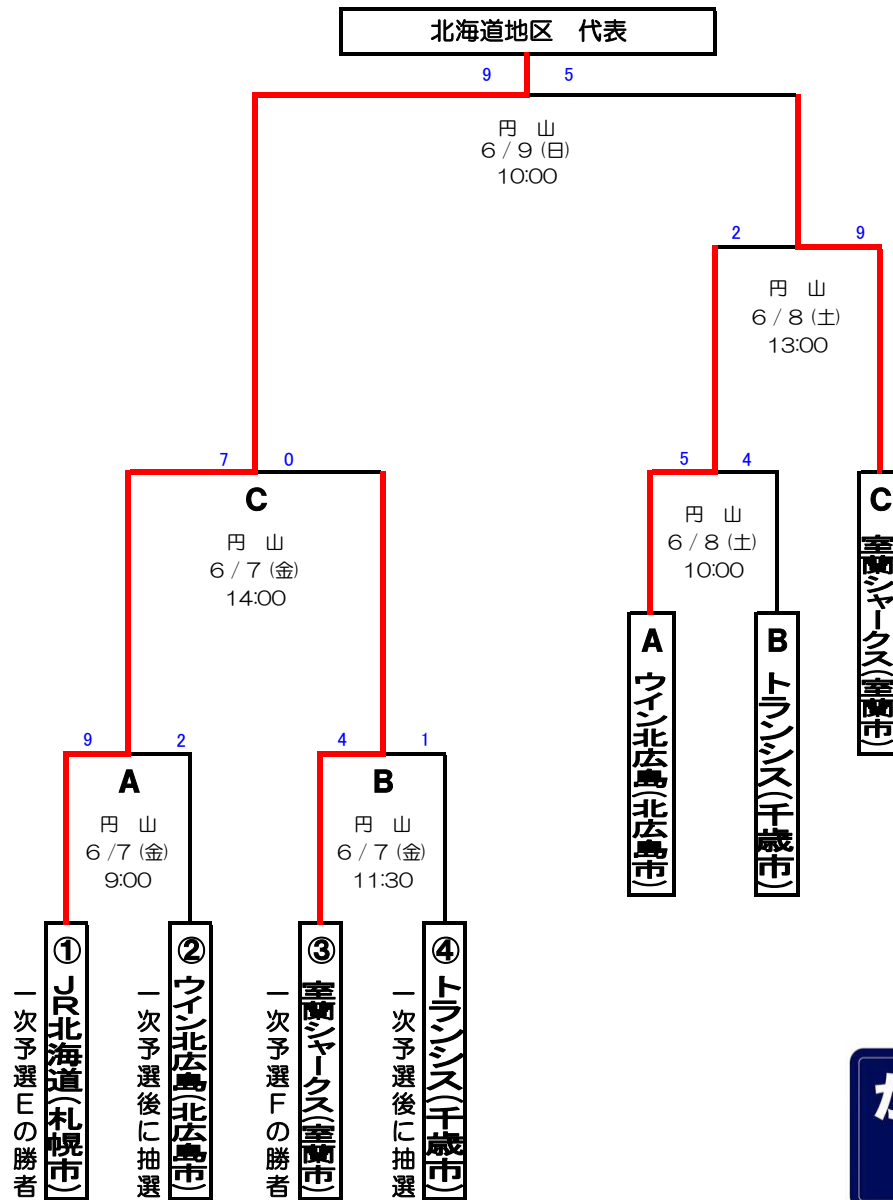 北海道地区　代表
9 5
円　山
6 / 9 (日)
10:00
2 9
円　山
6 / 8 (土)
13:00
7 0
C
円　山
6 / 7 (金)
14:00
5 4
円　山
6 / 8 (土)
10:00
A ウイン北広島(北広島市)
B トランシス(千歳市)
C 室蘭シャークス(室蘭市)
9 2
A
円　山
6 /7 (金)
9:00
4 1
B
円　山
6 / 7 (金)
11:30
① JR北海道(札幌市)
一次予選Eの勝者
② ウイン北広島(北広島市)
一次予選後に抽選
③ 室蘭シャークス(室蘭市)
一次予選Fの勝者
④ トランシス(千歳市)
一次予選後に抽選